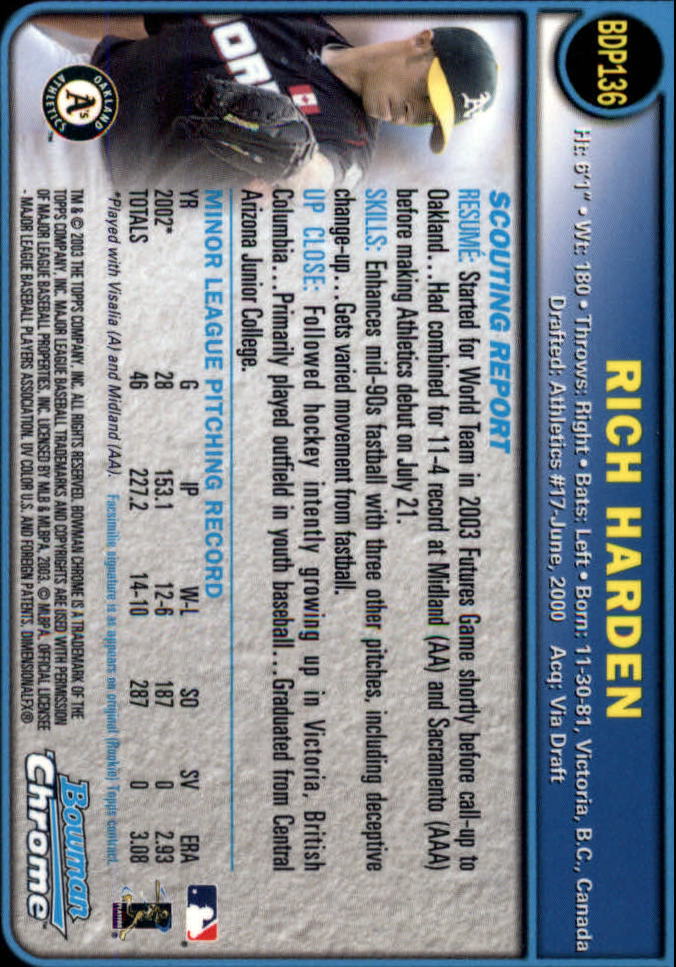 BDP136
RICH HARDEN
Ht: 6'1" • Wt: 180 • Throws: Right • Bats: Left • Born: 11-30-81, Victoria, B.C., Canada
Drafted: Athletics #17-June, 2000 Acq: Via Draft
SCOUTING REPORT
RESUMÉ: Started for World Team in 2003 Futures Game shortly before call-up to
Oakland...Had combined for 11-4 record at Midland (AA) and Sacramento (AAA)
before making Athletics debut on July 21.
SKILLS: Enhances mid-90s fastball with three other pitches, including deceptive
change-up...Gets varied movement from fastball.
UP CLOSE: Followed hockey intently growing up in Victoria, British
Columbia...Primarily played outfield in youth baseball...Graduated from Central
Arizona Junior College.
MINOR LEAGUE PITCHING RECORD
YR G IP W-L SO SV ERA
2002* 28 153.1 12-6 187 0 2.93
TOTALS 46 227.2 14-10 287 0 3.08
*Played with Visalia (A) and Midland (AA). Facsimile signature is as appears on original (Rookie) Topps contract.
TM & © 2003 THE TOPPS COMPANY, INC. ALL RIGHTS RESERVED. BOWMAN CHROME IS A TRADEMARK OF THE
TOPPS COMPANY, INC. MAJOR LEAGUE BASEBALL TRADEMARKS AND COPYRIGHTS ARE USED WITH PERMISSION
OF MAJOR LEAGUE BASEBALL PROPERTIES, INC. LICENSED BY MLB & MLBPA, 2003. © MLBPA. OFFICIAL LICENSEE
- MAJOR LEAGUE BASEBALL PLAYERS ASSOCIATION. UV COLOR U.S. AND FOREIGN PATENTS. DIMENSIONALFX®
OAKLAND
A's
ATHLETICS
TM
Bowman
Chrome
TM